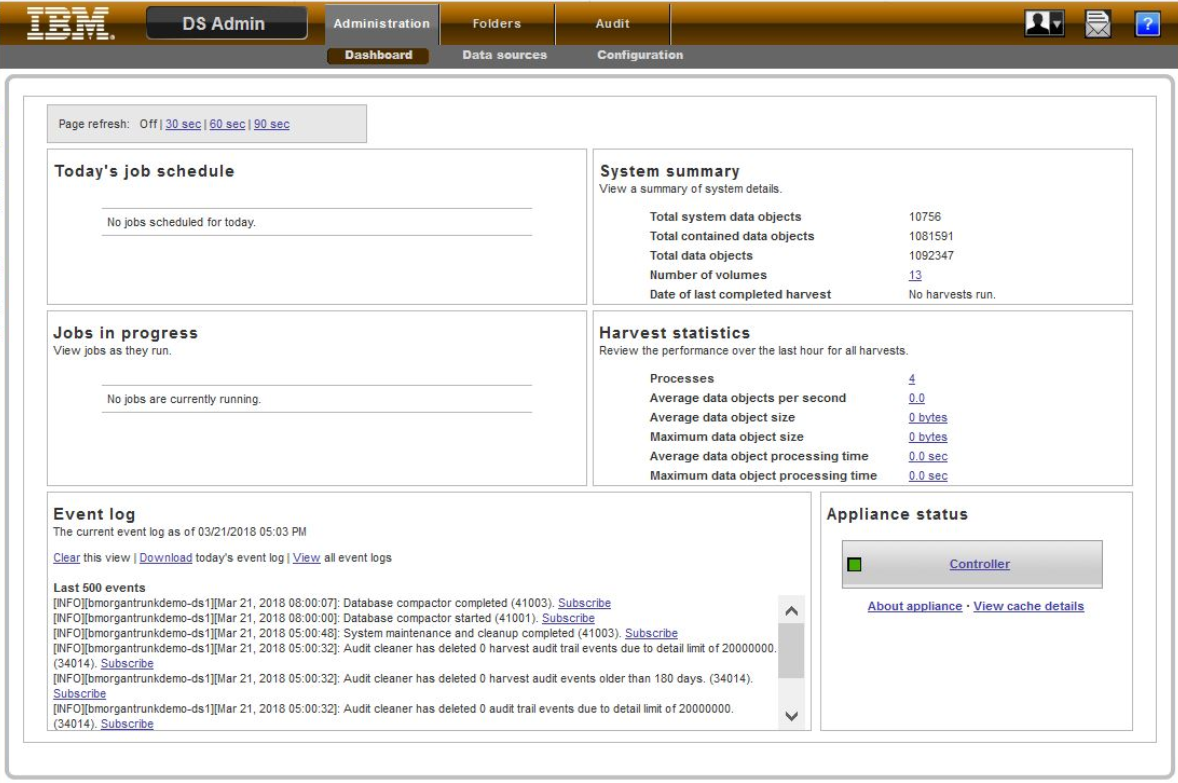 IBM.
DS Admin
Administration
Folders
Audit
Dashboard
Data sources
Configuration
Page refresh: Off | 30 sec | 60 sec | 90 sec
Today's job schedule
No jobs scheduled for today.
System summary
View a summary of system details.
Total system data objects 10756
Total contained data objects 1081591
Total data objects 1092347
Number of volumes 13
Date of last completed harvest No harvests run.
Jobs in progress
View jobs as they run.
No jobs are currently running.
Harvest statistics
Review the performance over the last hour for all harvests.
Processes 4
Average data objects per second 0.0
Average data object size 0 bytes
Maximum data object size 0 bytes
Average data object processing time 0.0 sec
Maximum data object processing time 0.0 sec
Event log
The current event log as of 03/21/2018 05:03 PM
Clear this view | Download today's event log | View all event logs
Last 500 events
[INFO][bmorgantrunkdemo-ds1][Mar 21, 2018 08:00:07]: Database compactor completed (41003). Subscribe
[INFO][bmorgantrunkdemo-ds1][Mar 21, 2018 08:00:00]: Database compactor started (41001). Subscribe
[INFO][bmorgantrunkdemo-ds1][Mar 21, 2018 05:00:48]: System maintenance and cleanup completed (41003). Subscribe
[INFO][bmorgantrunkdemo-ds1][Mar 21, 2018 05:00:32]: Audit cleaner has deleted 0 harvest audit trail events due to detail limit of 20000000.
(34014). Subscribe
[INFO][bmorgantrunkdemo-ds1][Mar 21, 2018 05:00:32]: Audit cleaner has deleted 0 harvest audit events older than 180 days. (34014).
Subscribe
[INFO][bmorgantrunkdemo-ds1][Mar 21, 2018 05:00:32]: Audit cleaner has deleted 0 audit trail events due to detail limit of 20000000.
(34014). Subscribe
Appliance status
Controller
About appliance · View cache details